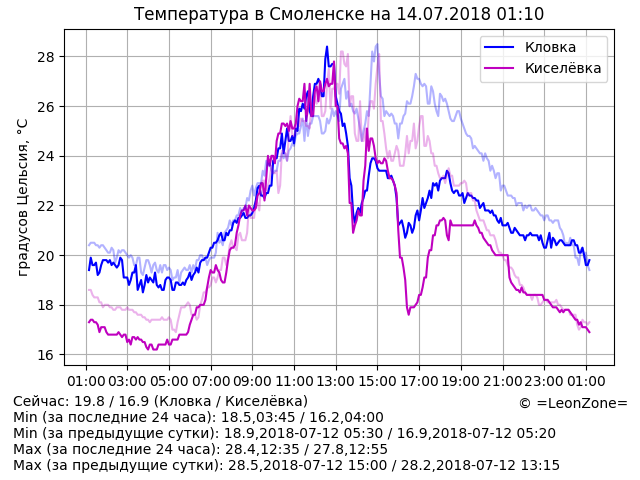 Температура в Смоленске на 14.07.2018 01:10
Кловка
Киселёвка
градусов Цельсия, °C
28
26
24
22
20
18
16
01:00 03:00 05:00 07:00 09:00 11:00 13:00 15:00 17:00 19:00 21:00 23:00 01:00
Сейчас: 19.8 / 16.9 (Кловка / Киселёвка)
© =LeonZone=
Min (за последние 24 часа): 18.5,03:45 / 16.2,04:00
Min (за предыдущие сутки): 18.9,2018-07-12 05:30 / 16.9,2018-07-12 05:20
Max (за последние 24 часа): 28.4,12:35 / 27.8,12:55
Max (за предыдущие сутки): 28.5,2018-07-12 15:00 / 28.2,2018-07-12 13:15